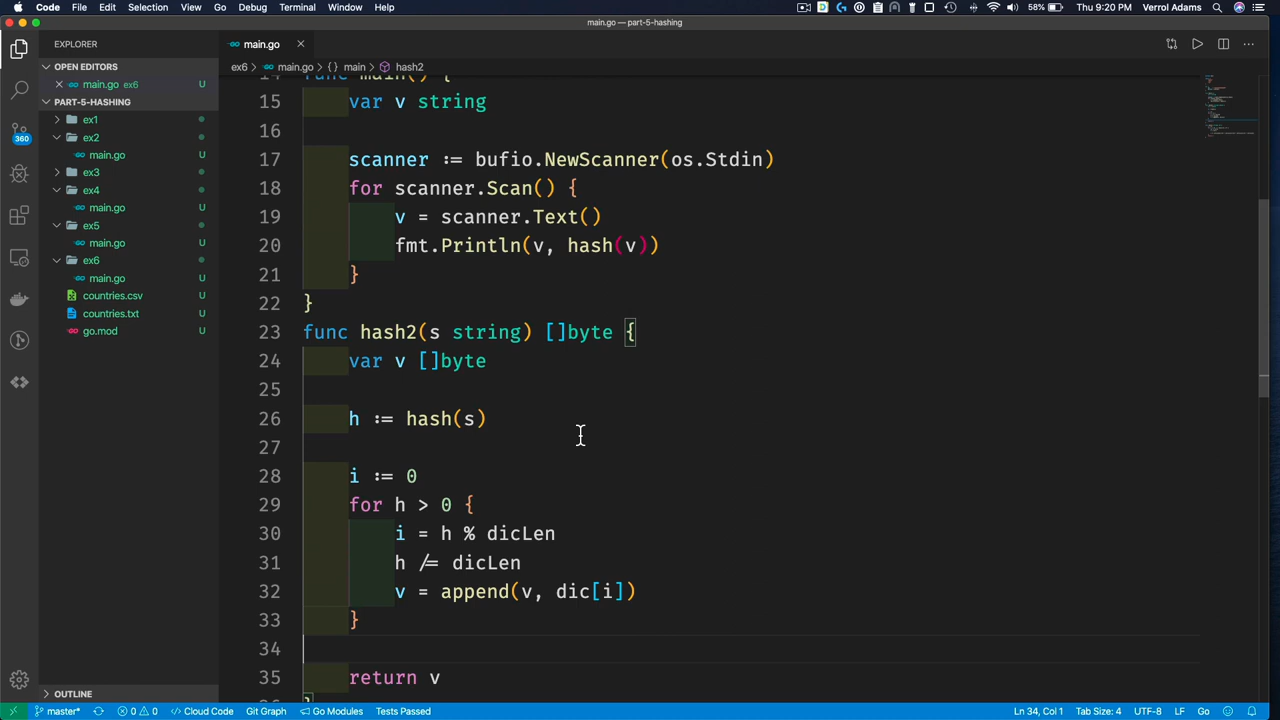 Code File Edit Selection View Go Debug Terminal Window Help 58% Thu 9:20 PM Verrol Adams
main.go — part-5-hashing
EXPLORER
main.go
OPEN EDITORS
main.go ex6 U
PART-5-HASHING
ex1
ex2
main.go U
ex3
ex4
main.go U
ex5
main.go U
ex6
main.go U
countries.csv U
countries.txt U
go.mod U
OUTLINE
360
ex6 > main.go > {} main > hash2
14 func main() {
15 var v string
16
17 scanner := bufio.NewScanner(os.Stdin)
18 for scanner.Scan() {
19 v = scanner.Text()
20 fmt.Println(v, hash(v))
21 }
22 }
23 func hash2(s string) []byte {
24 var v []byte
25
26 h := hash(s)
27
28 i := 0
29 for h > 0 {
30 i = h % dicLen
31 h /= dicLen
32 v = append(v, dic[i])
33 }
34
35 return v
master* 0 0 Cloud Code Git Graph Go Modules Tests Passed Ln 34, Col 1 Tab Size: 4 UTF-8 LF Go